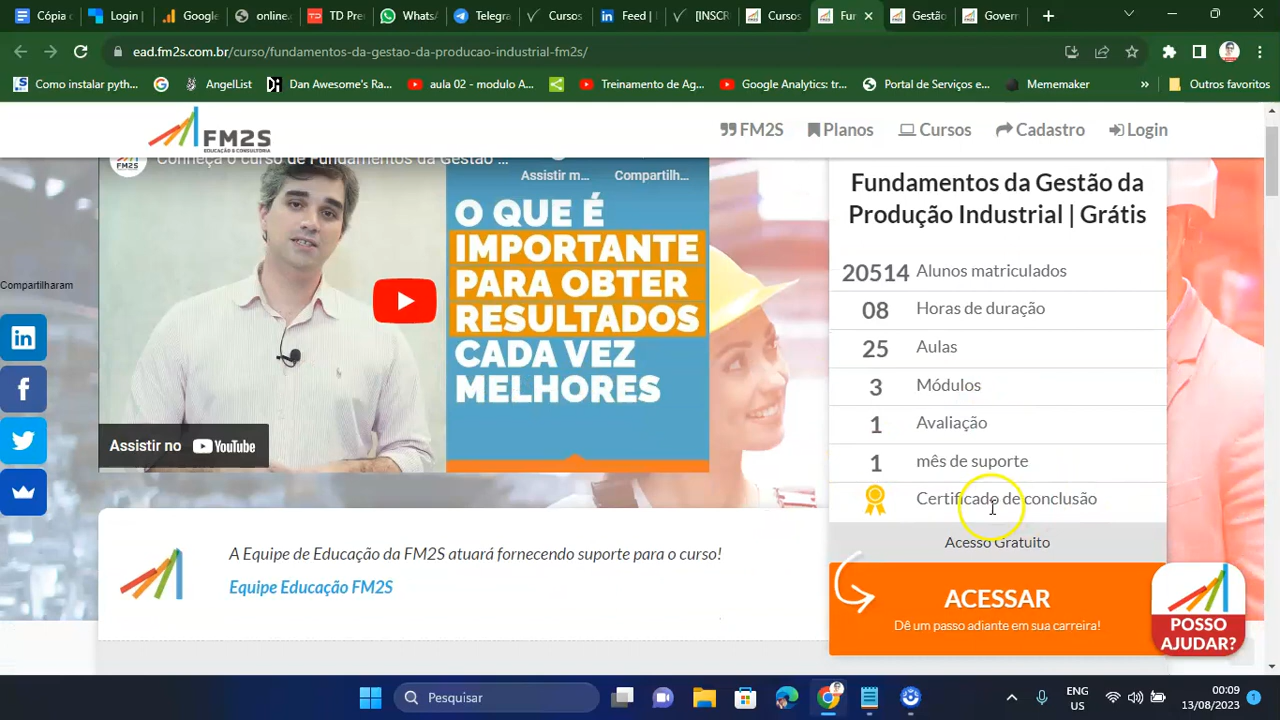 Cópia d
Login
Google
online.
TD Pres
Whats
Telegra
Cursos
Feed |
[INSCR
Cursos
Fun
Gestão
Govern
ead.fm2s.com.br/curso/fundamentos-da-gestao-da-producao-industrial-fm2s/
Como instalar pytho...
AngelList
Dan Awesome's Ra...
aula 02 - modulo A...
Treinamento de Ag...
Google Analytics: tr...
Portal de Serviços...
Mememaker
»
Outros favoritos
FM2S
EDUCAÇÃO & CONSULTORIA
FM2S
Planos
Cursos
Cadastro
Login
FM2S
Conheça o curso de Fundamentos da Gestão ...
Assistir m...
Compartilh...
O QUE É
IMPORTANTE
PARA OBTER
RESULTADOS
CADA VEZ
MELHORES
Assistir no YouTube
Compartilharam
Fundamentos da Gestão da
Produção Industrial | Grátis
20514 Alunos matriculados
08 Horas de duração
25 Aulas
3 Módulos
1 Avaliação
1 mês de suporte
Certificado de conclusão
Acesso Gratuito
ACESSAR
Dê um passo adiante em sua carreira!
POSSO
AJUDAR?
A Equipe de Educação da FM2S atuará fornecendo suporte para o curso!
Equipe Educação FM2S
Pesquisar
ENG
US
00:09
13/08/2023
1